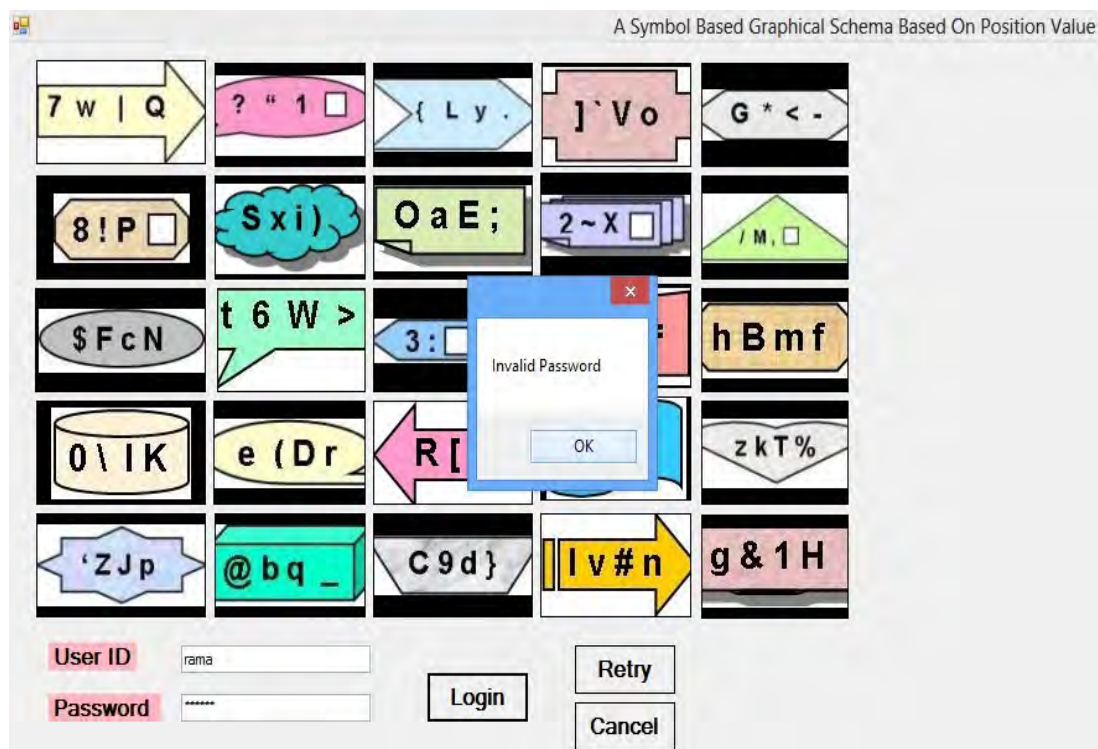 A Symbol Based Graphical Schema Based On Position Value
7 w | Q
? “ 1
{ L y .
] ` V o
G * < -
8 ! P
S x i )
O a E ;
2 ~ X
/ M ,
$ F c N
t 6 W >
3 :
h B m f
0 \ I K
e ( D r
R [
z k T %
‘ Z J p
@ b q _
C 9 d }
l v # n
g & 1 H
Invalid Password
OK
User ID
rama
Password
******
Login
Retry
Cancel